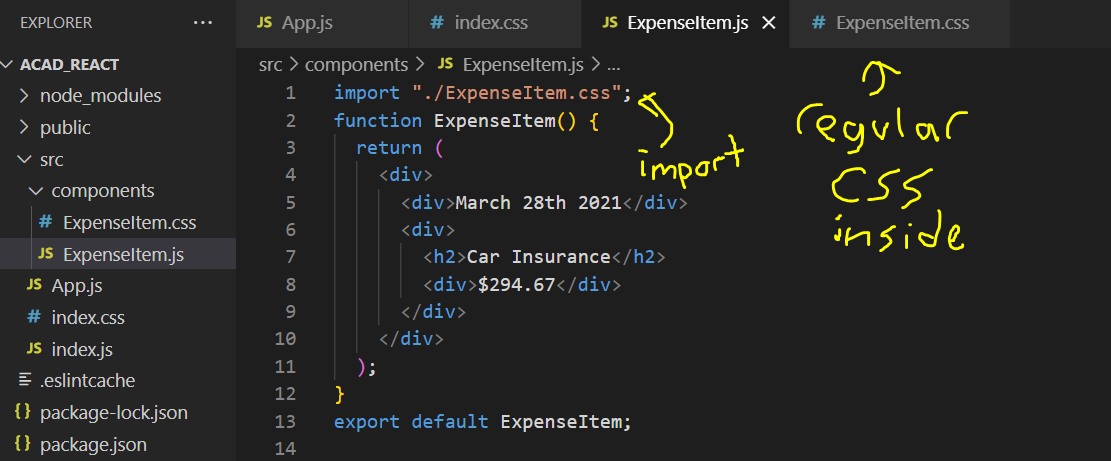 EXPLORER ...
JS App.js
# index.css
JS ExpenseItem.js ×
# ExpenseItem.css
ACAD_REACT
node_modules
public
src
components
# ExpenseItem.css
JS ExpenseItem.js
JS App.js
# index.css
JS index.js
.eslintcache
{} package-lock.json
{} package.json
src > components > JS ExpenseItem.js > ...
1 import "./ExpenseItem.css";
2 function ExpenseItem() {
3 return (
4 <div>
5 <div>March 28th 2021</div>
6 <div>
7 <h2>Car Insurance</h2>
8 <div>$294.67</div>
9 </div>
10 </div>
11 );
12 }
13 export default ExpenseItem;
14
import
regular
CSS
inside